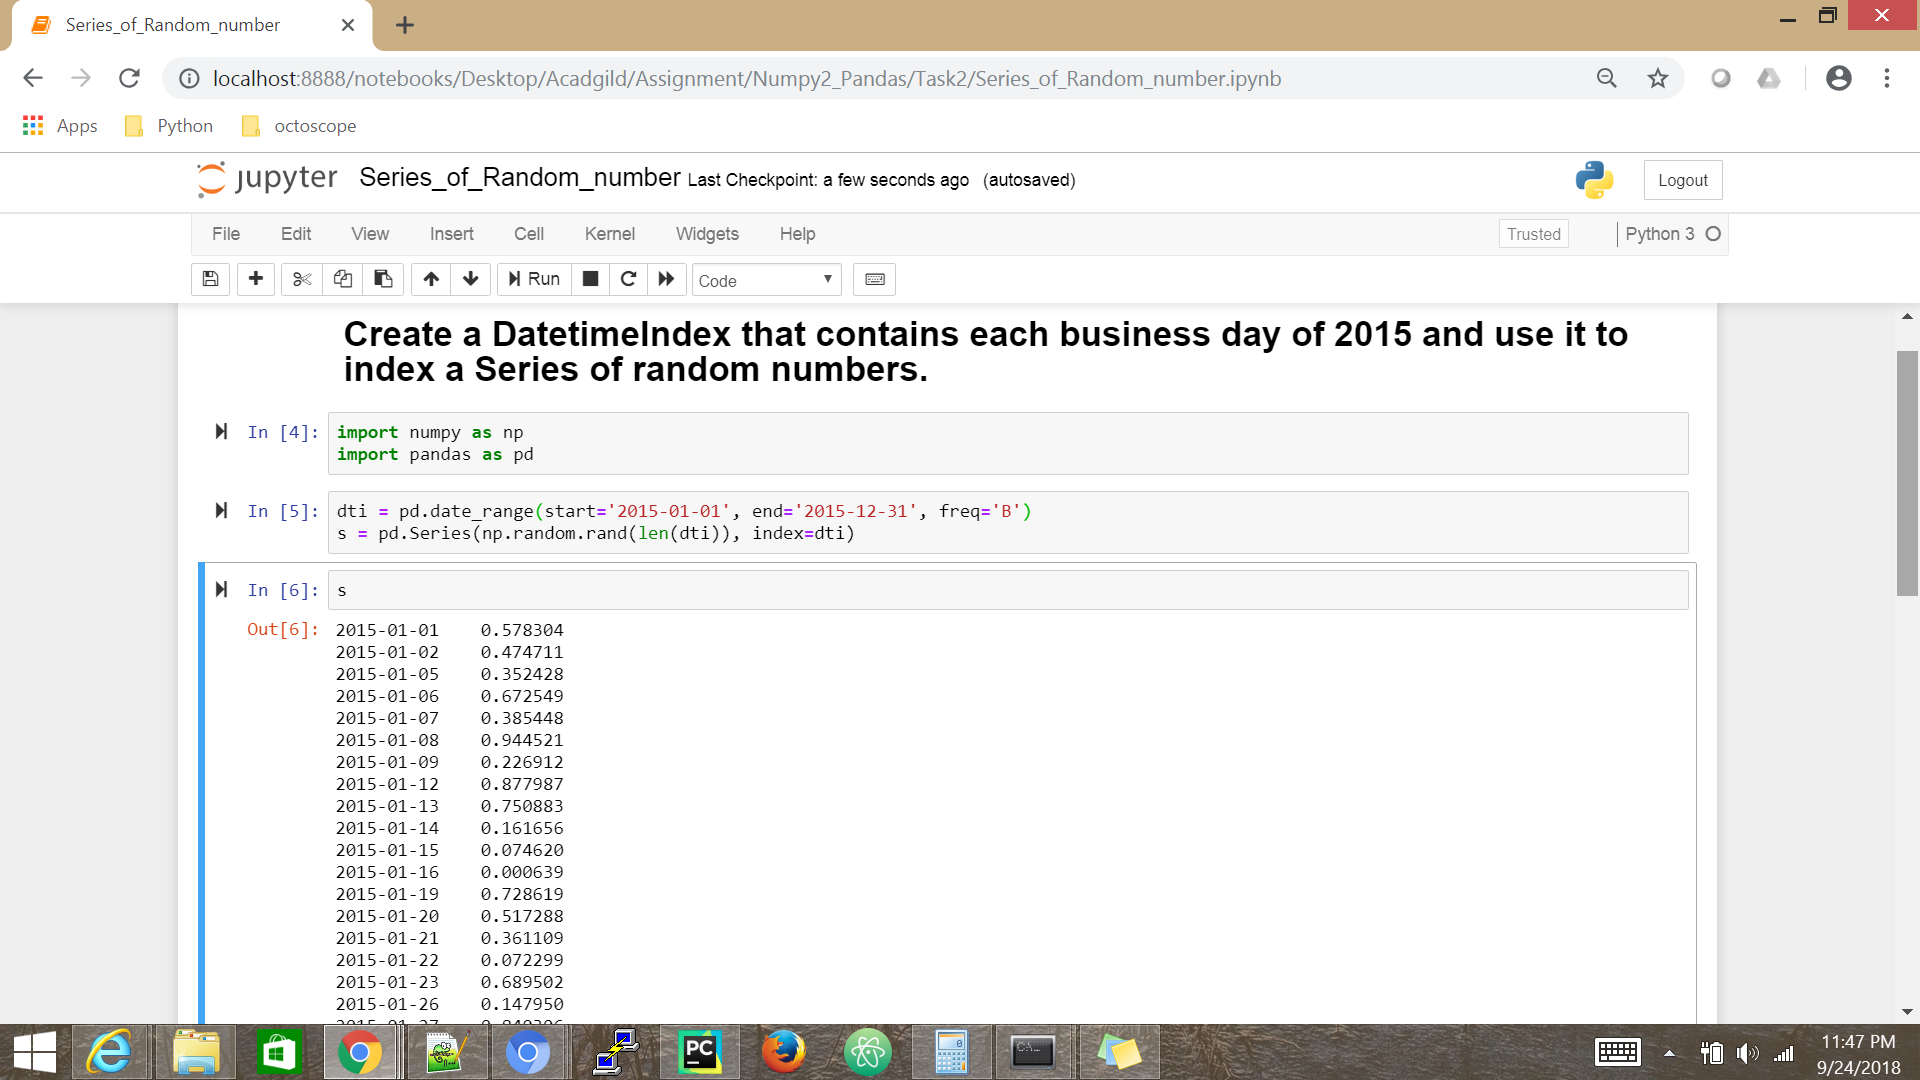 Series_of_Random_number
localhost:8888/notebooks/Desktop/Acadgild/Assignment/Numpy2_Pandas/Task2/Series_of_Random_number.ipynb
Apps Python octoscope
jupyter Series_of_Random_number Last Checkpoint: a few seconds ago (autosaved) Logout
File Edit View Insert Cell Kernel Widgets Help Trusted Python 3
Run Code
Create a DatetimeIndex that contains each business day of 2015 and use it to
index a Series of random numbers.
In [4]: import numpy as np
import pandas as pd
In [5]: dti = pd.date_range(start='2015-01-01', end='2015-12-31', freq='B')
s = pd.Series(np.random.rand(len(dti)), index=dti)
In [6]: s
Out[6]: 2015-01-01 0.578304
2015-01-02 0.474711
2015-01-05 0.352428
2015-01-06 0.672549
2015-01-07 0.385448
2015-01-08 0.944521
2015-01-09 0.226912
2015-01-12 0.877987
2015-01-13 0.750883
2015-01-14 0.161656
2015-01-15 0.074620
2015-01-16 0.000639
2015-01-19 0.728619
2015-01-20 0.517288
2015-01-21 0.361109
2015-01-22 0.072299
2015-01-23 0.689502
2015-01-26 0.147950
PC
11:47 PM
9/24/2018